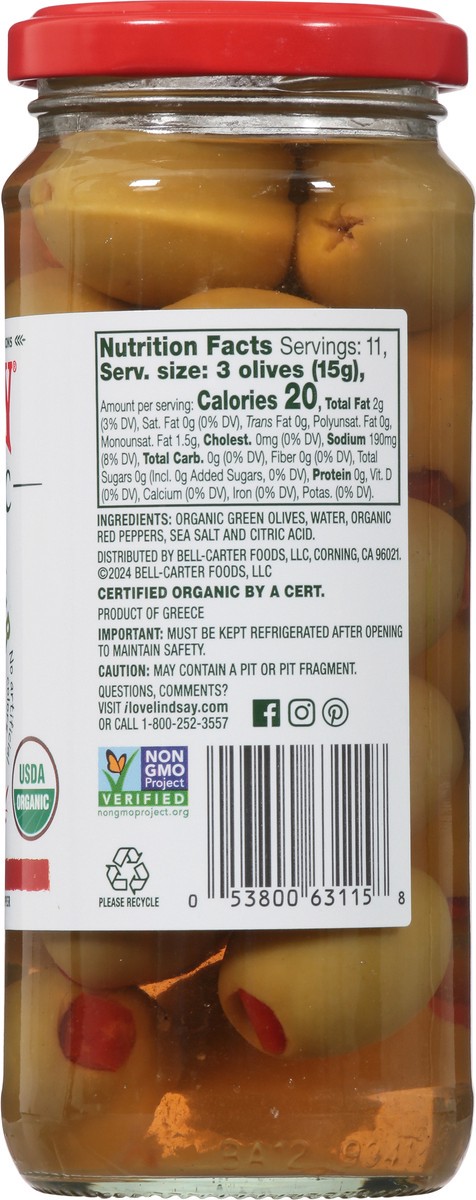 Nutrition Facts Servings: 11,
Serv. size: 3 olives (15g),
Amount per serving: Calories 20, Total Fat 2g
(3% DV), Sat. Fat 0g (0% DV), Trans Fat 0g, Polyunsat. Fat 0g,
Monounsat. Fat 1.5g, Cholest. 0mg (0% DV), Sodium 190mg
(8% DV), Total Carb. 0g (0% DV), Fiber 0g (0% DV), Total
Sugars 0g (Incl. 0g Added Sugars, 0% DV), Protein 0g, Vit. D
(0% DV), Calcium (0% DV), Iron (0% DV), Potas. (0% DV).
INGREDIENTS: ORGANIC GREEN OLIVES, WATER, ORGANIC
RED PEPPERS, SEA SALT AND CITRIC ACID.
DISTRIBUTED BY BELL-CARTER FOODS, LLC, CORNING, CA 96021.
©2024 BELL-CARTER FOODS, LLC
CERTIFIED ORGANIC BY A CERT.
PRODUCT OF GREECE
IMPORTANT: MUST BE KEPT REFRIGERATED AFTER OPENING
TO MAINTAIN SAFETY.
CAUTION: MAY CONTAIN A PIT OR PIT FRAGMENT.
QUESTIONS, COMMENTS?
VISIT ilovelindsay.com
OR CALL 1-800-252-3557
No artificial
USDA
ORGANIC
NON
GMO
Project
VERIFIED
nongmoproject.org
PLEASE RECYCLE
0 53800 63115 8